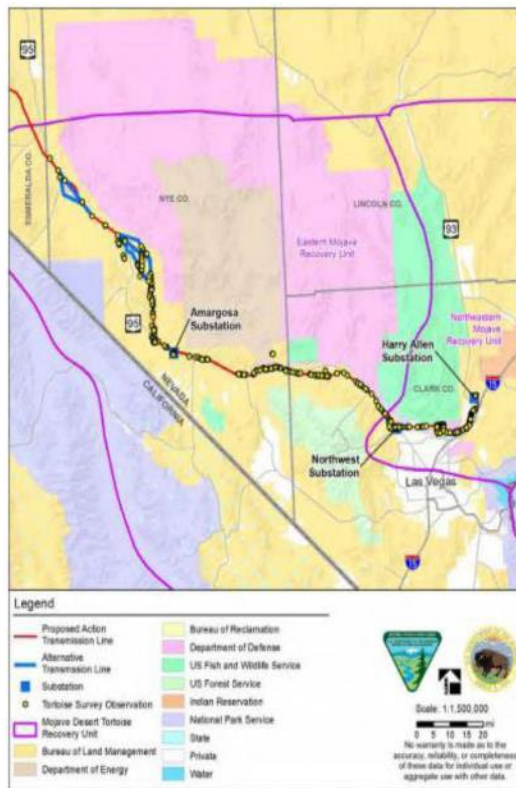 95
ESMERALDA CO.
NYE CO.
LINCOLN CO.
Eastern Mojave
Recovery Unit
93
Northeastern
Mojave
Recovery Unit
Amargosa
Substation
95
Harry Allen
Substation
15
NEVADA
CALIFORNIA
CLARK CO.
Northwest
Substation
Las Vegas
15
Legend
Proposed Action
Transmission Line
Alternative
Transmission Line
Substation
Tortoise Survey Observation
Mojave Desert Tortoise
Recovery Unit
Bureau of Land Management
Department of Energy
Bureau of Reclamation
Department of Defense
US Fish and Wildlife Service
US Forest Service
Indian Reservation
National Park Service
State
Private
Water
Scale: 1:1,500,000
0 5 10 15 20
mi
No warranty is made as to the
accuracy, reliability, or completeness
of these data for individual use or
aggregate use with other data.